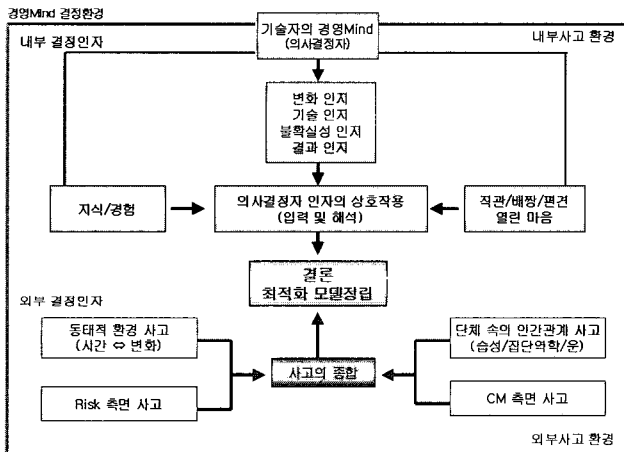 경영Mind 결정환경
기술자의 경영Mind
(의사결정자)
내부 결정인자
내부사고 환경
변화 인지
기술 인지
불확실성 인지
결과 인지
지식/경험
의사결정자 인자의 상호작용
(입력 및 해석)
직관/배짱/편견
열린 마음
결론
최적화 모델정립
외부 결정인자
동태적 환경 사고
(시간 ⇔ 변화)
단체 속의 인간관계 사고
(습성/집단역학/운)
사고의 종합
Risk 측면 사고
CM 측면 사고
외부사고 환경